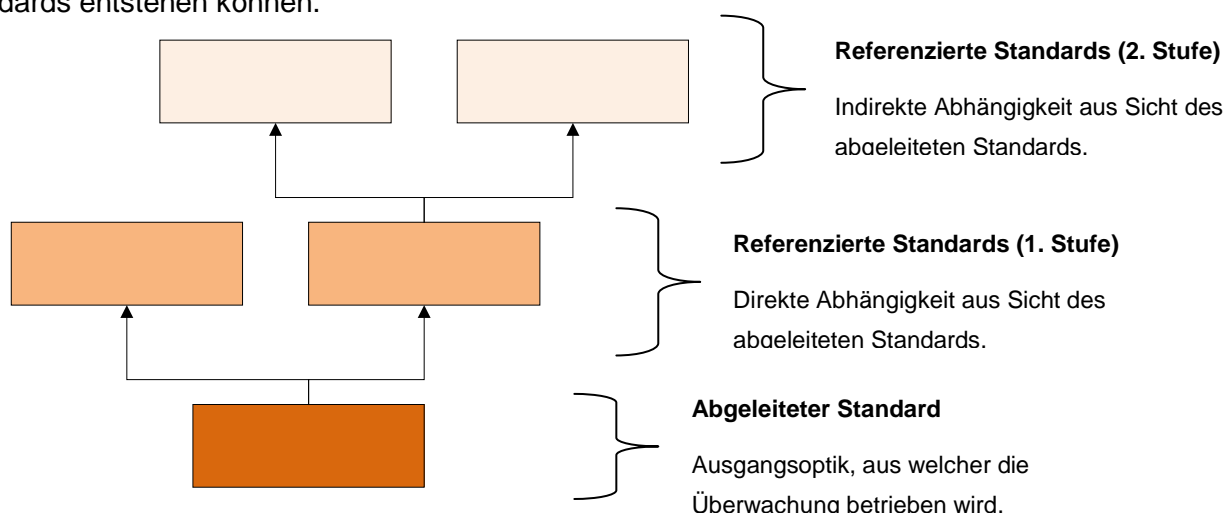 dards entstehen können.
Referenzierte Standards (2. Stufe)
Indirekte Abhängigkeit aus Sicht des
abgeleiteten Standards.
Referenzierte Standards (1. Stufe)
Direkte Abhängigkeit aus Sicht des
abgeleiteten Standards.
Abgeleiteter Standard
Ausgangsoptik, aus welcher die
Überwachung betrieben wird.